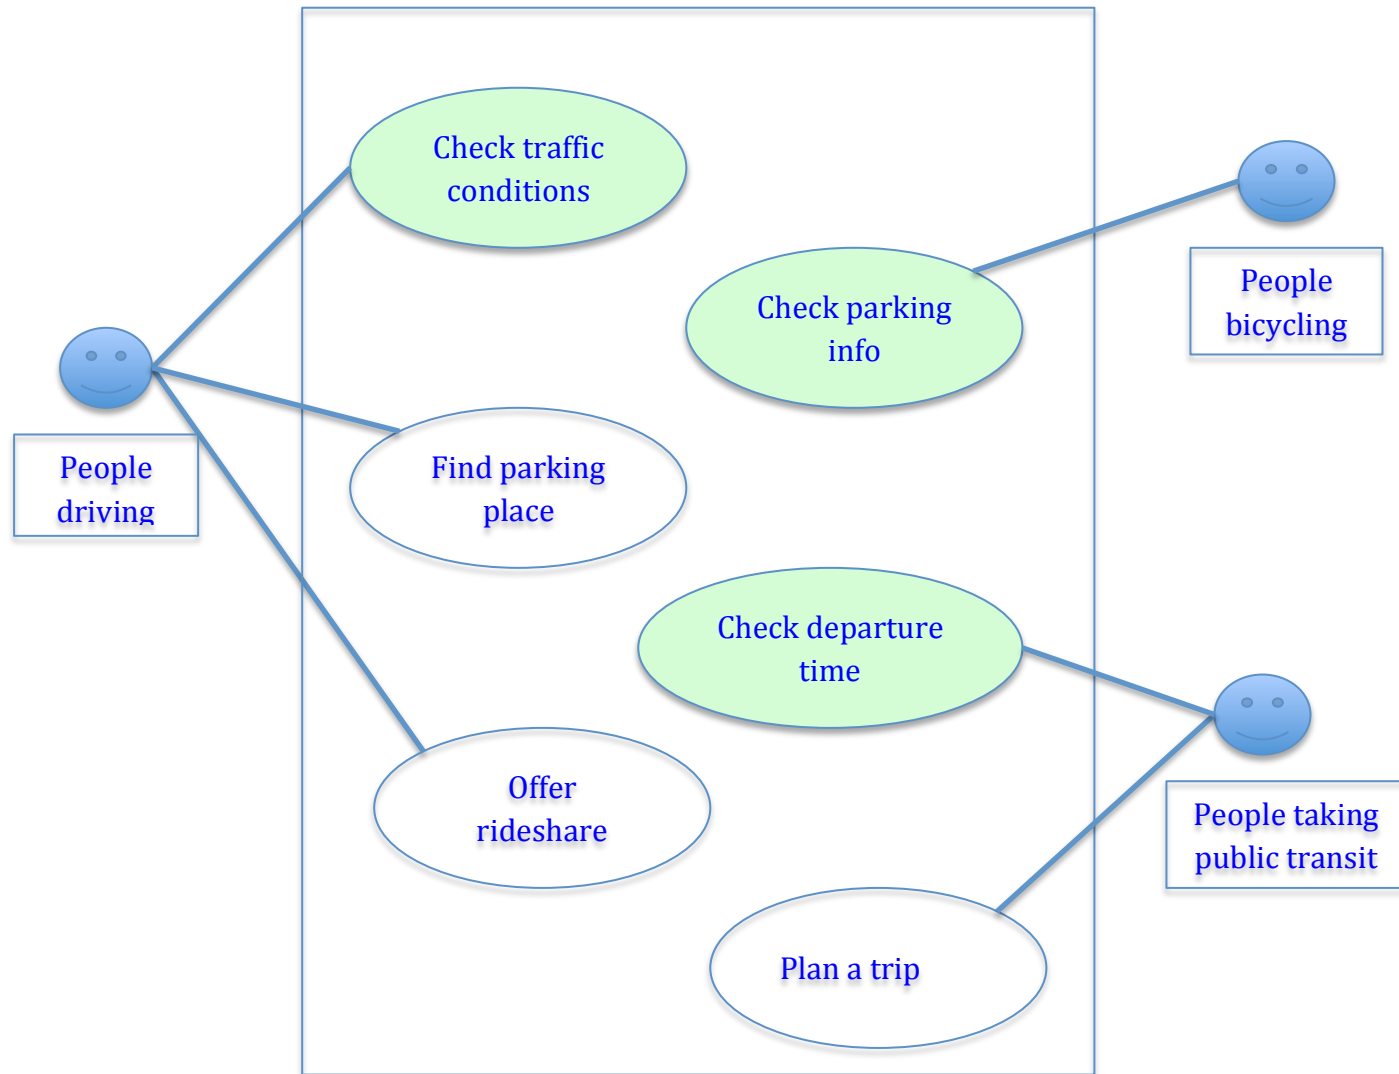 Check traffic
conditions
People
bicycling
Check parking
info
People
driving
Find parking
place
Check departure
time
Offer
rideshare
People taking
public transit
Plan a trip